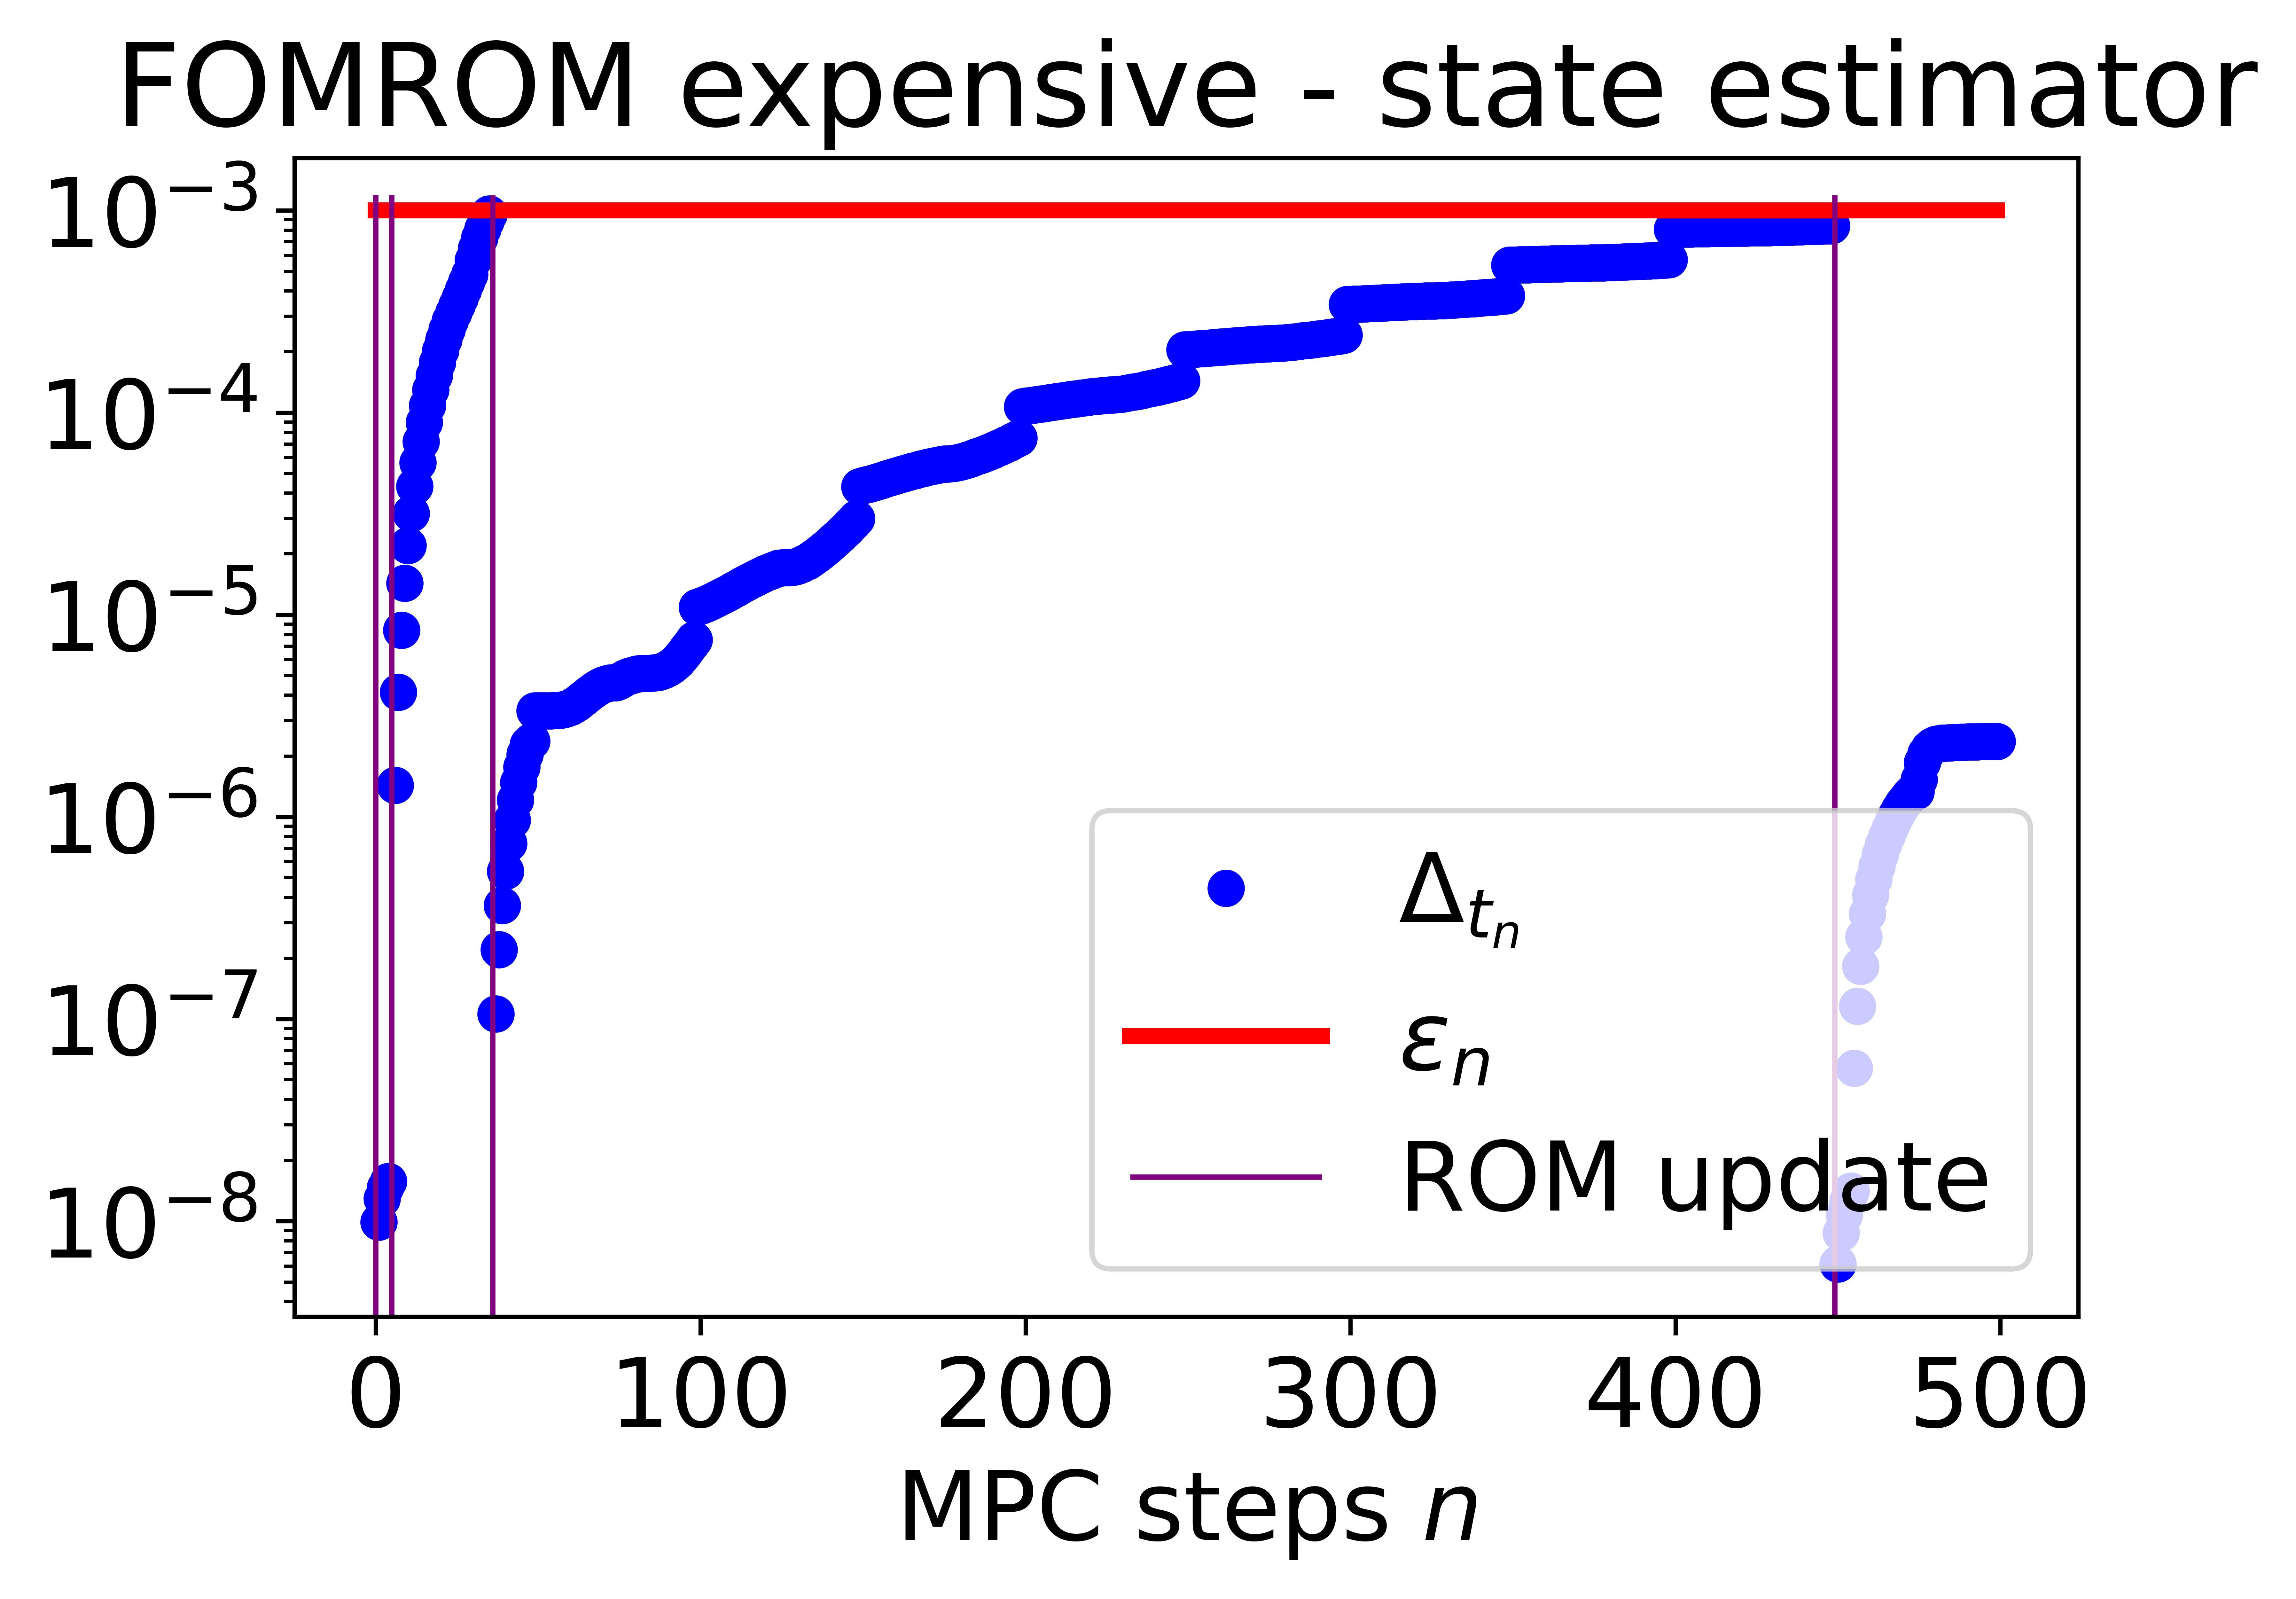 FOMROM expensive - state estimator
10⁻³
10⁻⁴
10⁻⁵
10⁻⁶
10⁻⁷
10⁻⁸
Δ_{t_n}
ε_n
ROM update
0 100 200 300 400 500
MPC steps n